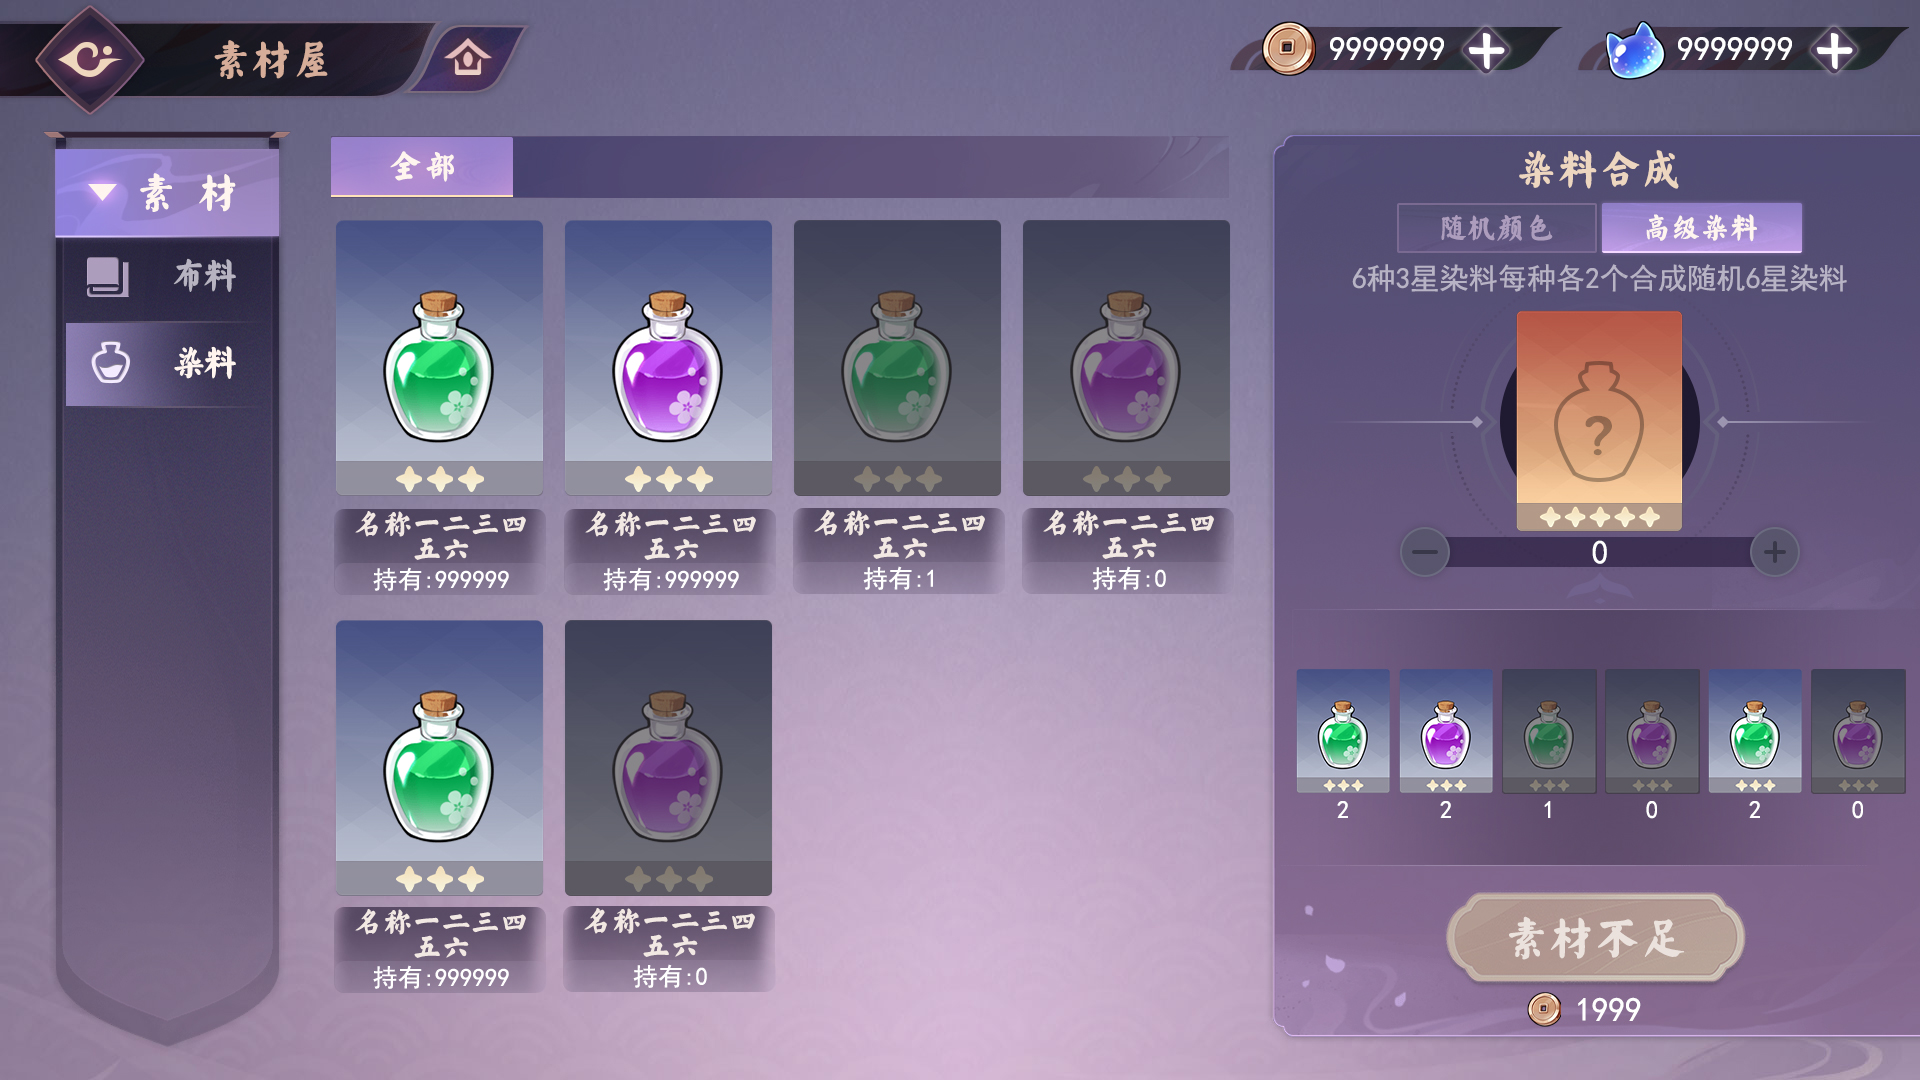 素材屋
9999999
9999999
素材
布料
染料
全部
名称一二三四
五六
持有:999999
名称一二三四
五六
持有:999999
名称一二三四
五六
持有:1
名称一二三四
五六
持有:0
名称一二三四
五六
持有:999999
名称一二三四
五六
持有:0
染料合成
随机颜色
高级染料
6种3星染料每种各2个合成随机6星染料
?
0
2
2
1
0
2
0
素材不足
1999